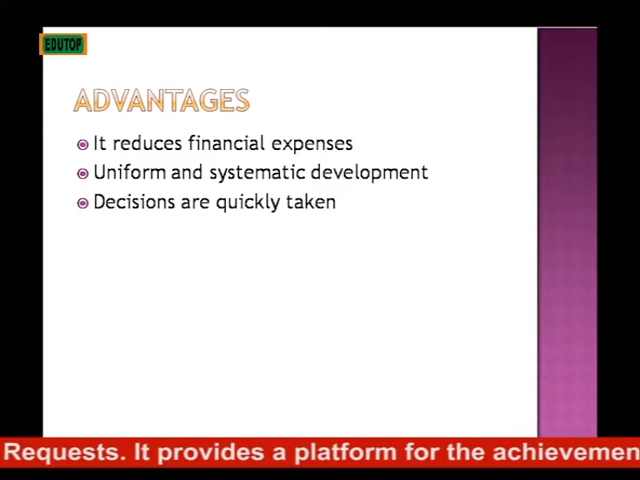 EDUTOP
ADVANTAGES
It reduces financial expenses
Uniform and systematic development
Decisions are quickly taken
Requests. It provides a platform for the achievemen